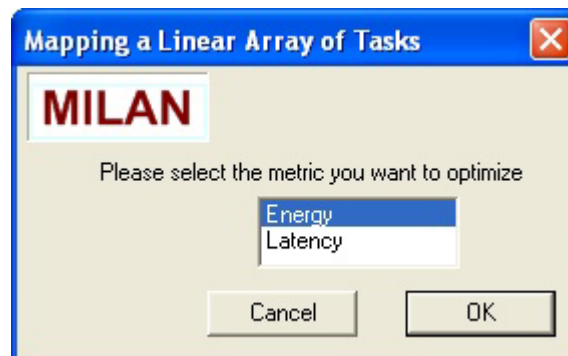 Mapping a Linear Array of Tasks
MILAN
Please select the metric you want to optimize
Energy
Latency
Cancel OK